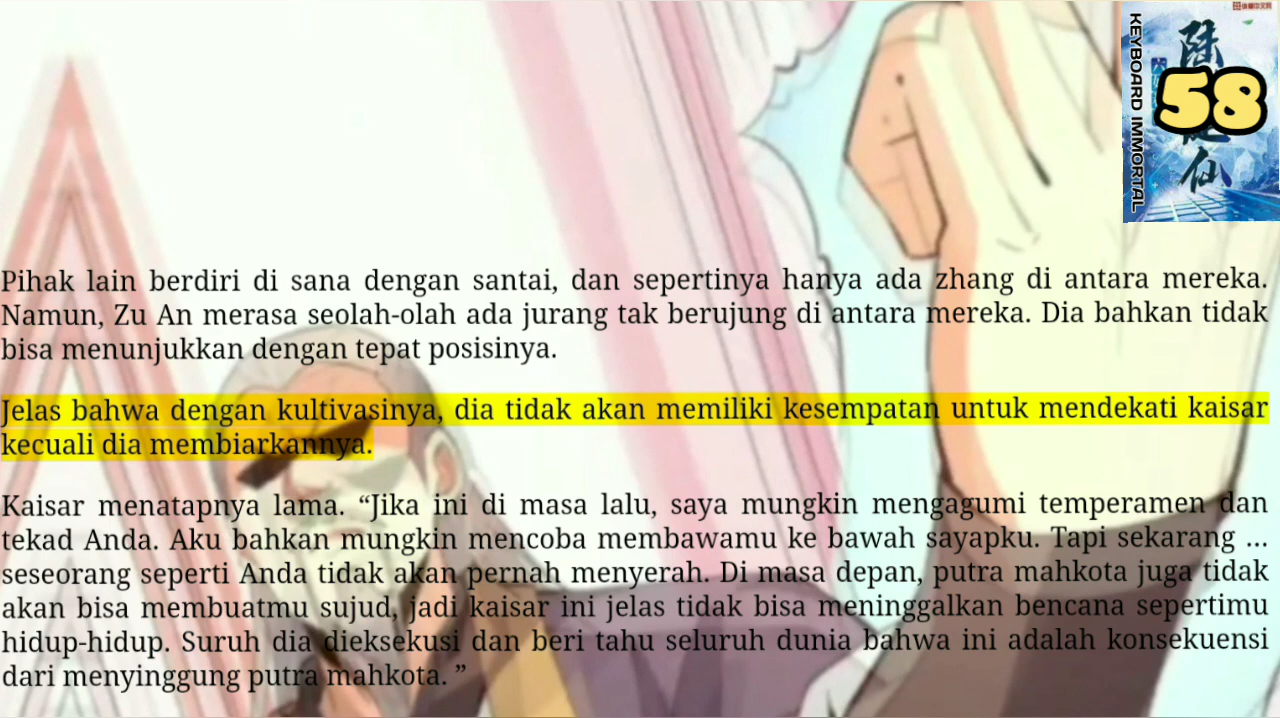 KEYBOARD IMMORTAL
58
仙
Pihak lain berdiri di sana dengan santai, dan sepertinya hanya ada zhang di antara mereka.
Namun, Zu An merasa seolah-olah ada jurang tak berujung di antara mereka. Dia bahkan tidak
bisa menunjukkan dengan tepat posisinya.
Jelas bahwa dengan kultivasinya, dia tidak akan memiliki kesempatan untuk mendekati kaisar
kecuali dia membiarkannya.
Kaisar menatapnya lama. “Jika ini di masa lalu, saya mungkin mengagumi temperamen dan
tekad Anda. Aku bahkan mungkin mencoba membawamu ke bawah sayapku. Tapi sekarang ...
seseorang seperti Anda tidak akan pernah menyerah. Di masa depan, putra mahkota juga tidak
akan bisa membuatmu sujud, jadi kaisar ini jelas tidak bisa meninggalkan bencana sepertimu
hidup-hidup. Suruh dia dieksekusi dan beri tahu seluruh dunia bahwa ini adalah konsekuensi
dari menyinggung putra mahkota. ”